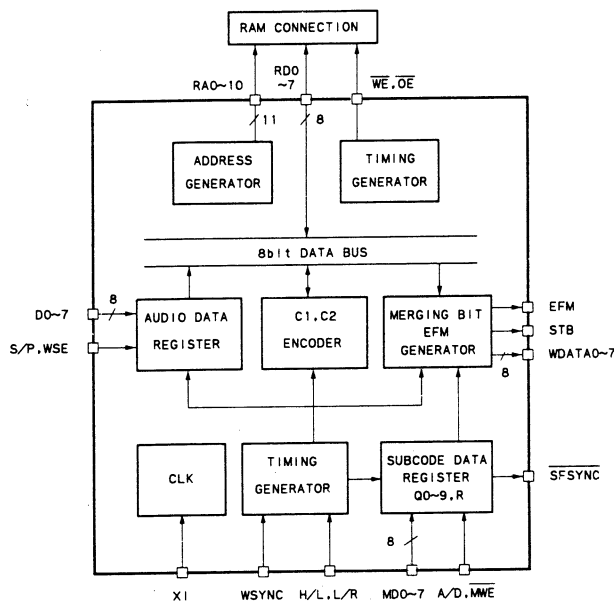 RAM CONNECTION
RA0~10
RD0
~7
WE.OE
11
8
ADDRESS
GENERATOR
TIMING
GENERATOR
8bit DATA BUS
D0~7
8
S/P.WSE
AUDIO DATA
REGISTER
C1.C2
ENCODER
MERGING BIT
EFM
GENERATOR
EFM
STB
WDATA0~7
8
CLK
TIMING
GENERATOR
SUBCODE DATA
REGISTER
Q0~9.R
SFSYNC
8
XI
WSYNC
H/L.L/R
MD0~7
A/D.MWE